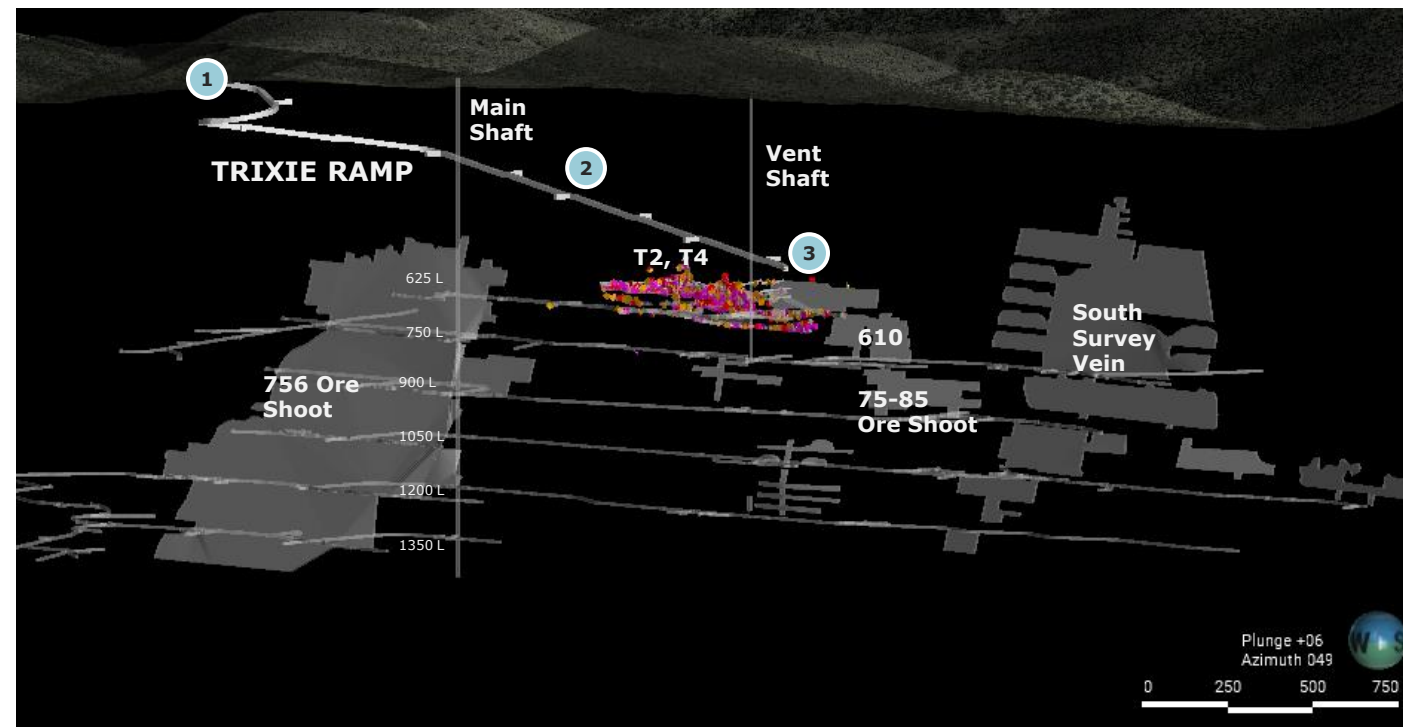 1
Main
Shaft
TRIXIE RAMP
2
Vent
Shaft
3
T2, T4
625 L
750 L
610
South
Survey
Vein
756 Ore
Shoot
900 L
75-85
Ore Shoot
1050 L
1200 L
1350 L
Plunge +06
Azimuth 049
W S
0 250 500 750